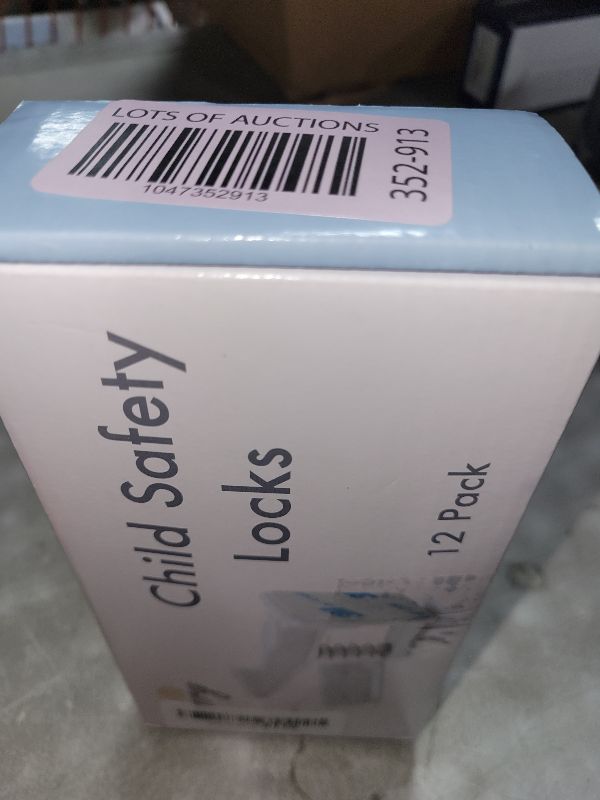 LOTS OF AUCTIONS
1047352913
352-913
Child Safety
Locks
12 Pack